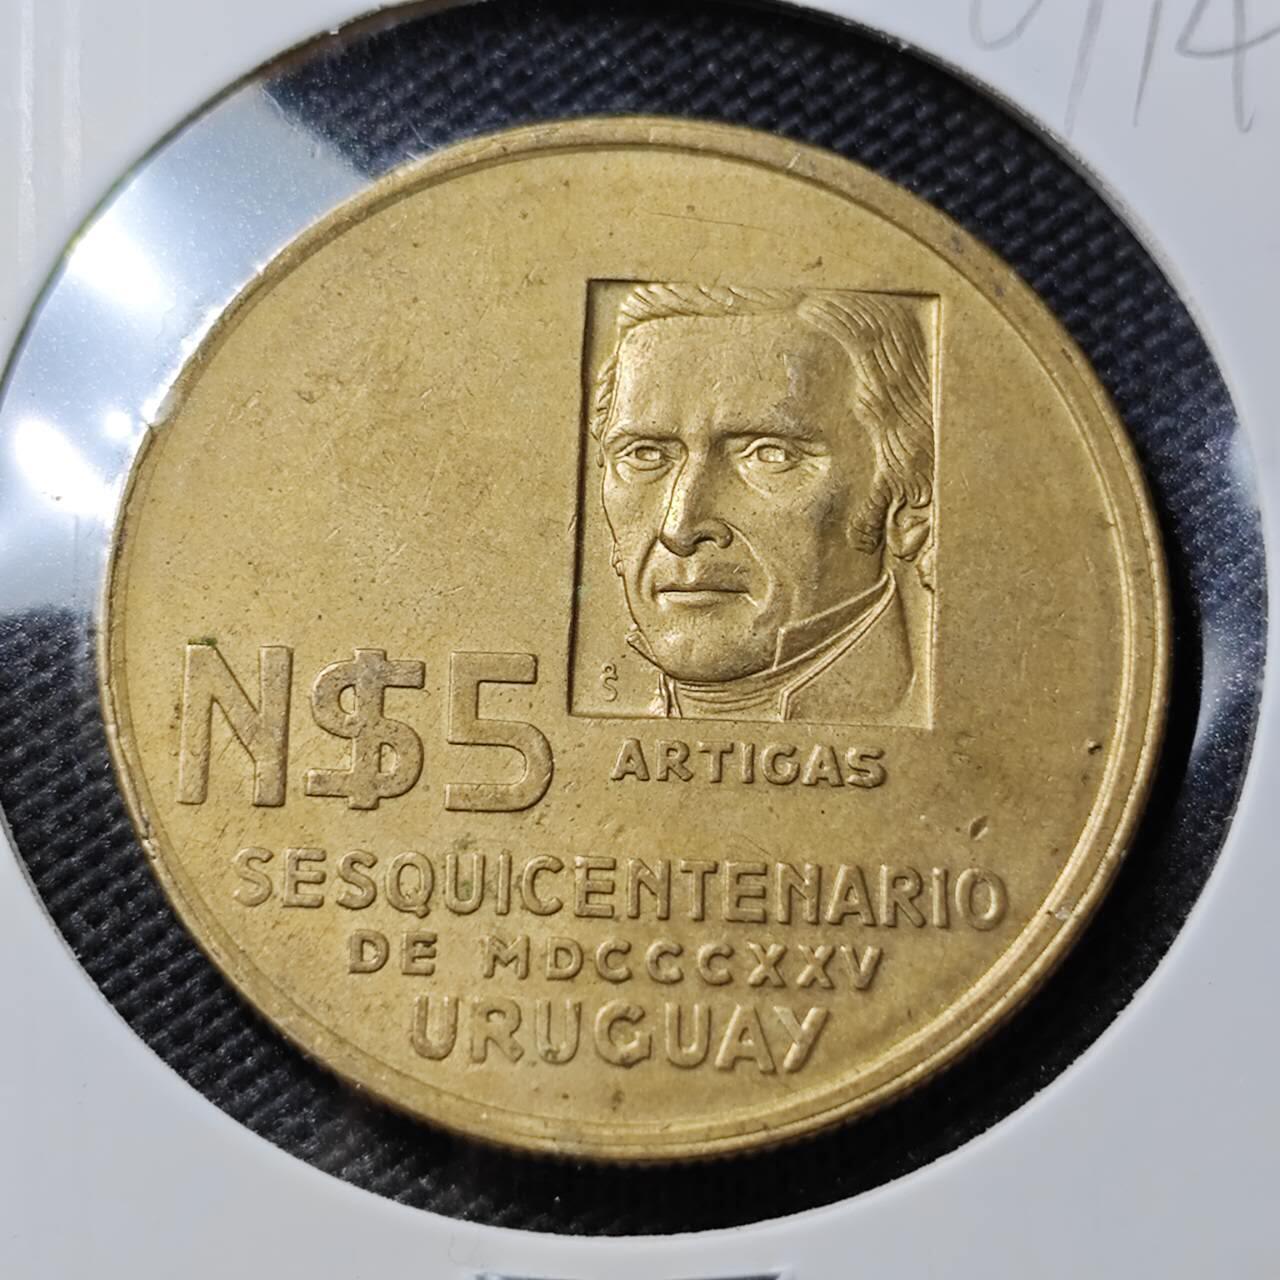 N$5
ARTIGAS
SESQUICENTENARIO
DE MDCCCXXV
URUGUAY